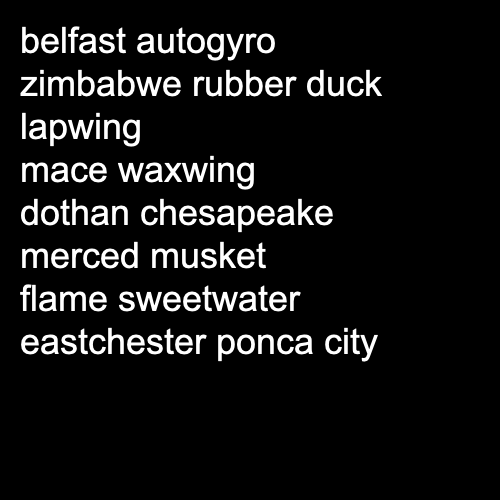 belfast autogyro
zimbabwe rubber duck
lapwing
mace waxwing
dothan chesapeake
merced musket
flame sweetwater
eastchester ponca city